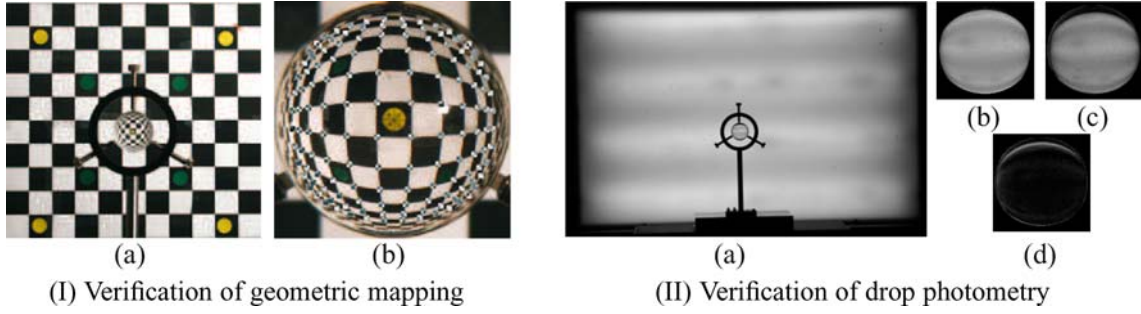 (a)
(b)
(I) Verification of geometric mapping
(a)
(b)
(c)
(d)
(II) Verification of drop photometry